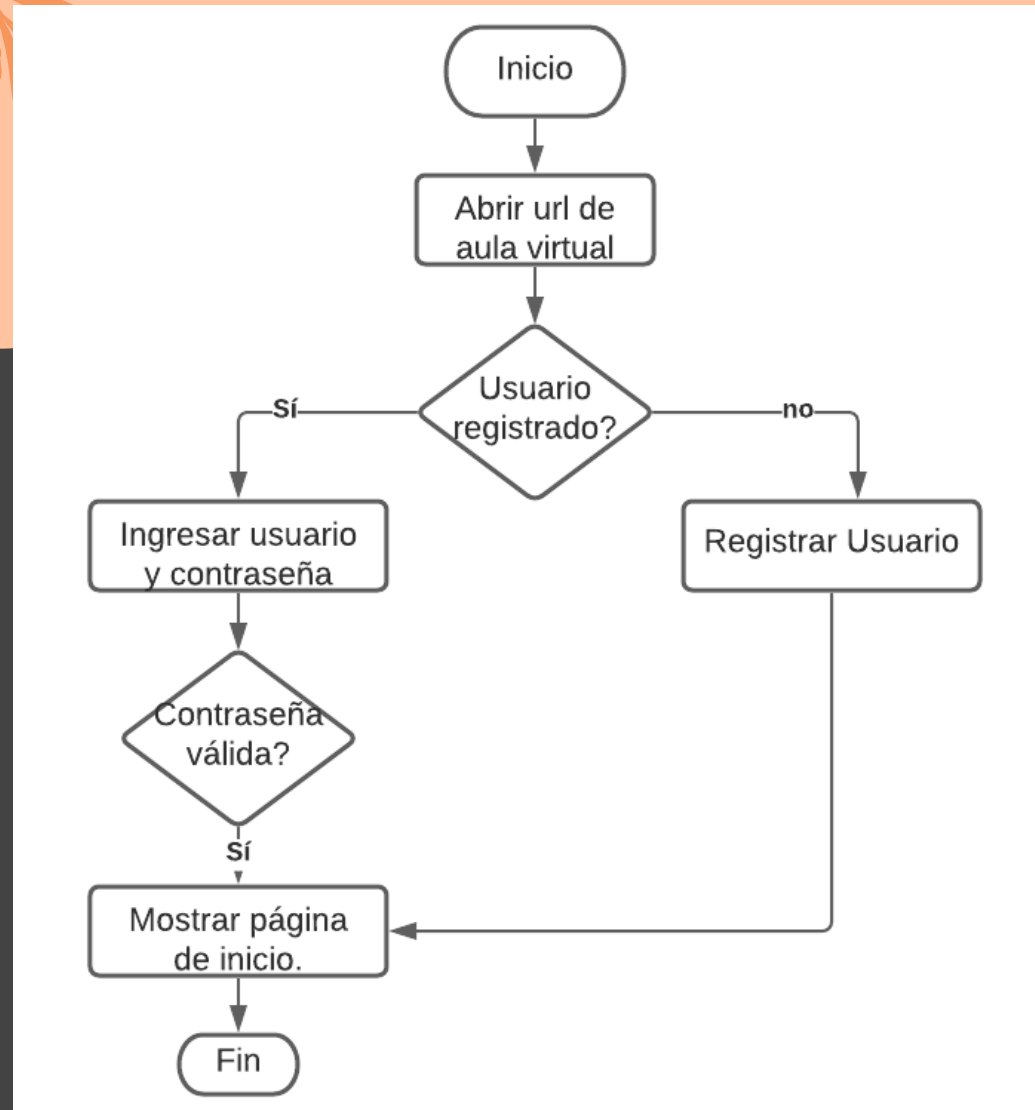 Inicio
Abrir url de
aula virtual
Usuario
registrado?
Sí
no
Ingresar usuario
y contraseña
Registrar Usuario
Contraseña
válida?
Sí
Mostrar página
de inicio.
Fin